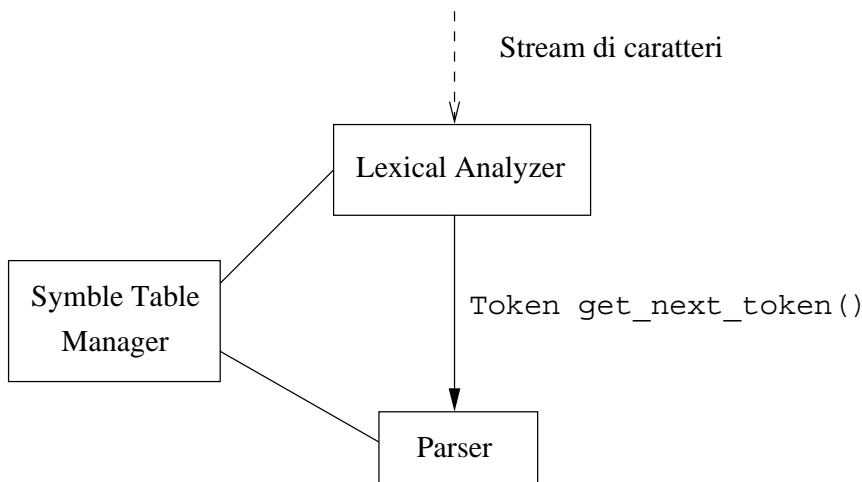 Stream di caratteri
Lexical Analyzer
Symble Table
Manager
Token get_next_token()
Parser